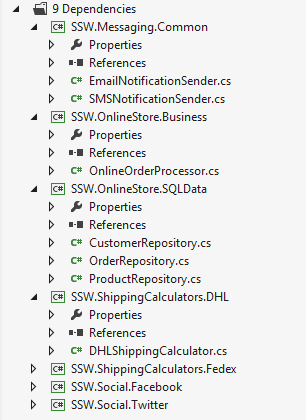 9 Dependencies
C# SSW.Messaging.Common
Properties
References
C# EmailNotificationSender.cs
C# SMSNotificationSender.cs
C# SSW.OnlineStore.Business
Properties
References
C# OnlineOrderProcessor.cs
C# SSW.OnlineStore.SQLData
Properties
References
C# CustomerRepository.cs
C# OrderRepository.cs
C# ProductRepository.cs
C# SSW.ShippingCalculators.DHL
Properties
References
C# DHLShippingCalculator.cs
C# SSW.ShippingCalculators.Fedex
C# SSW.Social.Facebook
C# SSW.Social.Twitter